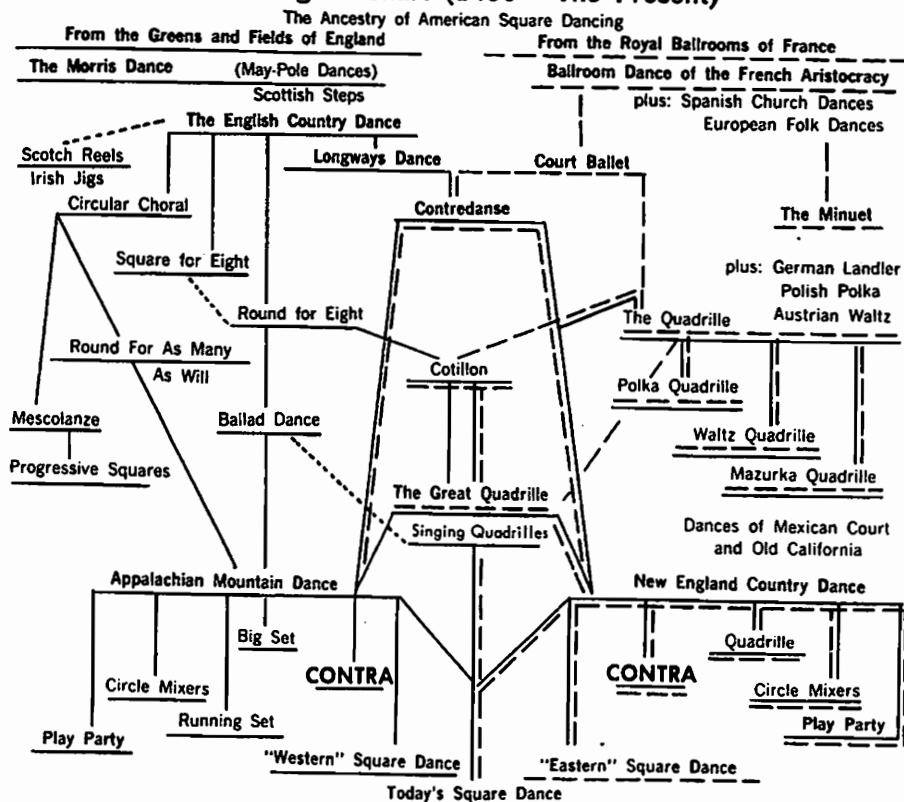 The Ancestry of American Square Dancing
From the Greens and Fields of England
From the Royal Ballrooms of France
The Morris Dance (May-Pole Dances)
Ballroom Dance of the French Aristocracy
Scottish Steps
plus: Spanish Church Dances
European Folk Dances
The English Country Dance
Scotch Reels
Irish Jigs
Longways Dance
Court Ballet
Circular Choral
Contredanse
The Minuet
Square for Eight
plus: German Landler
Polish Polka
Austrian Waltz
Round for Eight
The Quadrille
Round For As Many
As Will
Cotillon
Polka Quadrille
Mescolanze
Ballad Dance
Waltz Quadrille
Progressive Squares
Mazurka Quadrille
The Great Quadrille
Singing Quadrilles
Dances of Mexican Court
and Old California
Appalachian Mountain Dance
New England Country Dance
Big Set
Quadrille
CONTRA
CONTRA
Circle Mixers
Circle Mixers
Running Set
Play Party
Play Party
"Western" Square Dance
"Eastern" Square Dance
Today's Square Dance